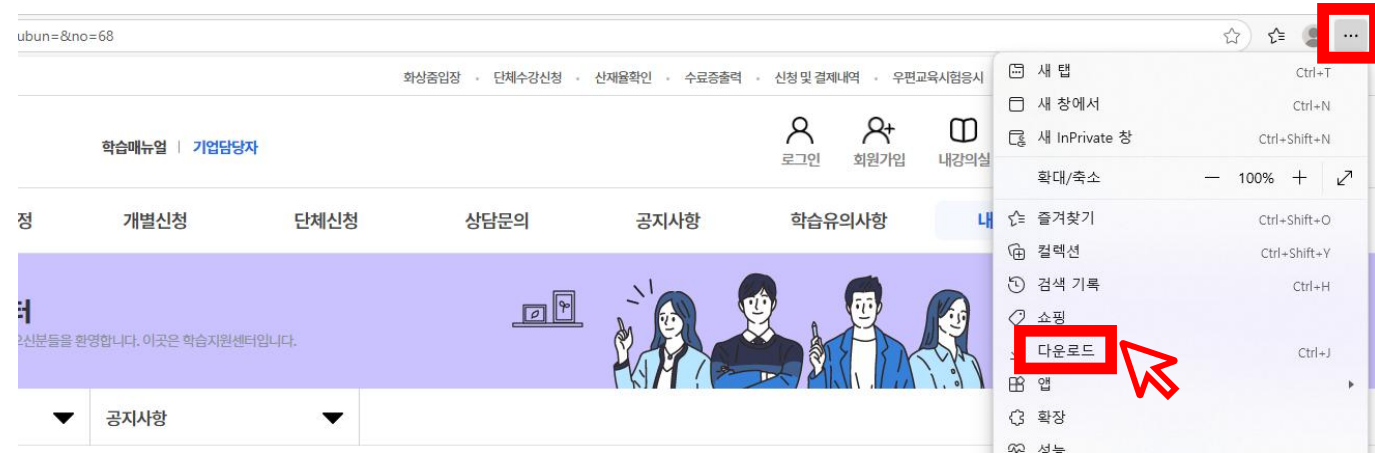 ubun=&no=68
화상줌입장 · 단체수강신청 · 산재율확인 · 수료증출력 · 신청 및 결제내역 · 우편교육시험응시
학습매뉴얼 | 기업담당자
로그인 회원가입 내강의실
정 개별신청 단체신청 상담문의 공지사항 학습유의사항 내
터
으신분들을 환영합니다. 이곳은 학습지원센터입니다.
공지사항
새 탭 Ctrl+T
새 창에서 Ctrl+N
새 InPrivate 창 Ctrl+Shift+N
확대/축소 — 100% +
즐겨찾기 Ctrl+Shift+O
컬렉션 Ctrl+Shift+Y
검색 기록 Ctrl+H
쇼핑
다운로드 Ctrl+J
앱
확장
성능